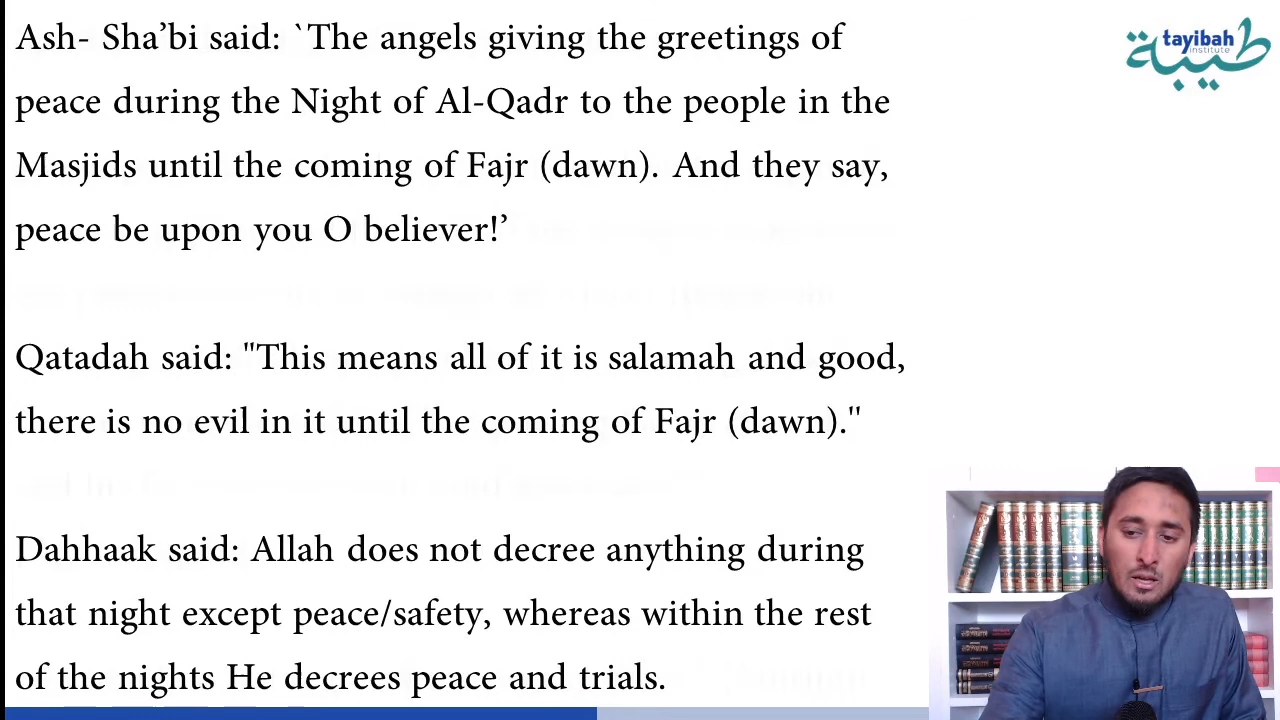 Ash- Sha’bi said: `The angels giving the greetings of
peace during the Night of Al-Qadr to the people in the
Masjids until the coming of Fajr (dawn). And they say,
peace be upon you O believer!’
Qatadah said: "This means all of it is salamah and good,
there is no evil in it until the coming of Fajr (dawn)."
Dahhaak said: Allah does not decree anything during
that night except peace/safety, whereas within the rest
of the nights He decrees peace and trials.
طيبة
tayibah
institute